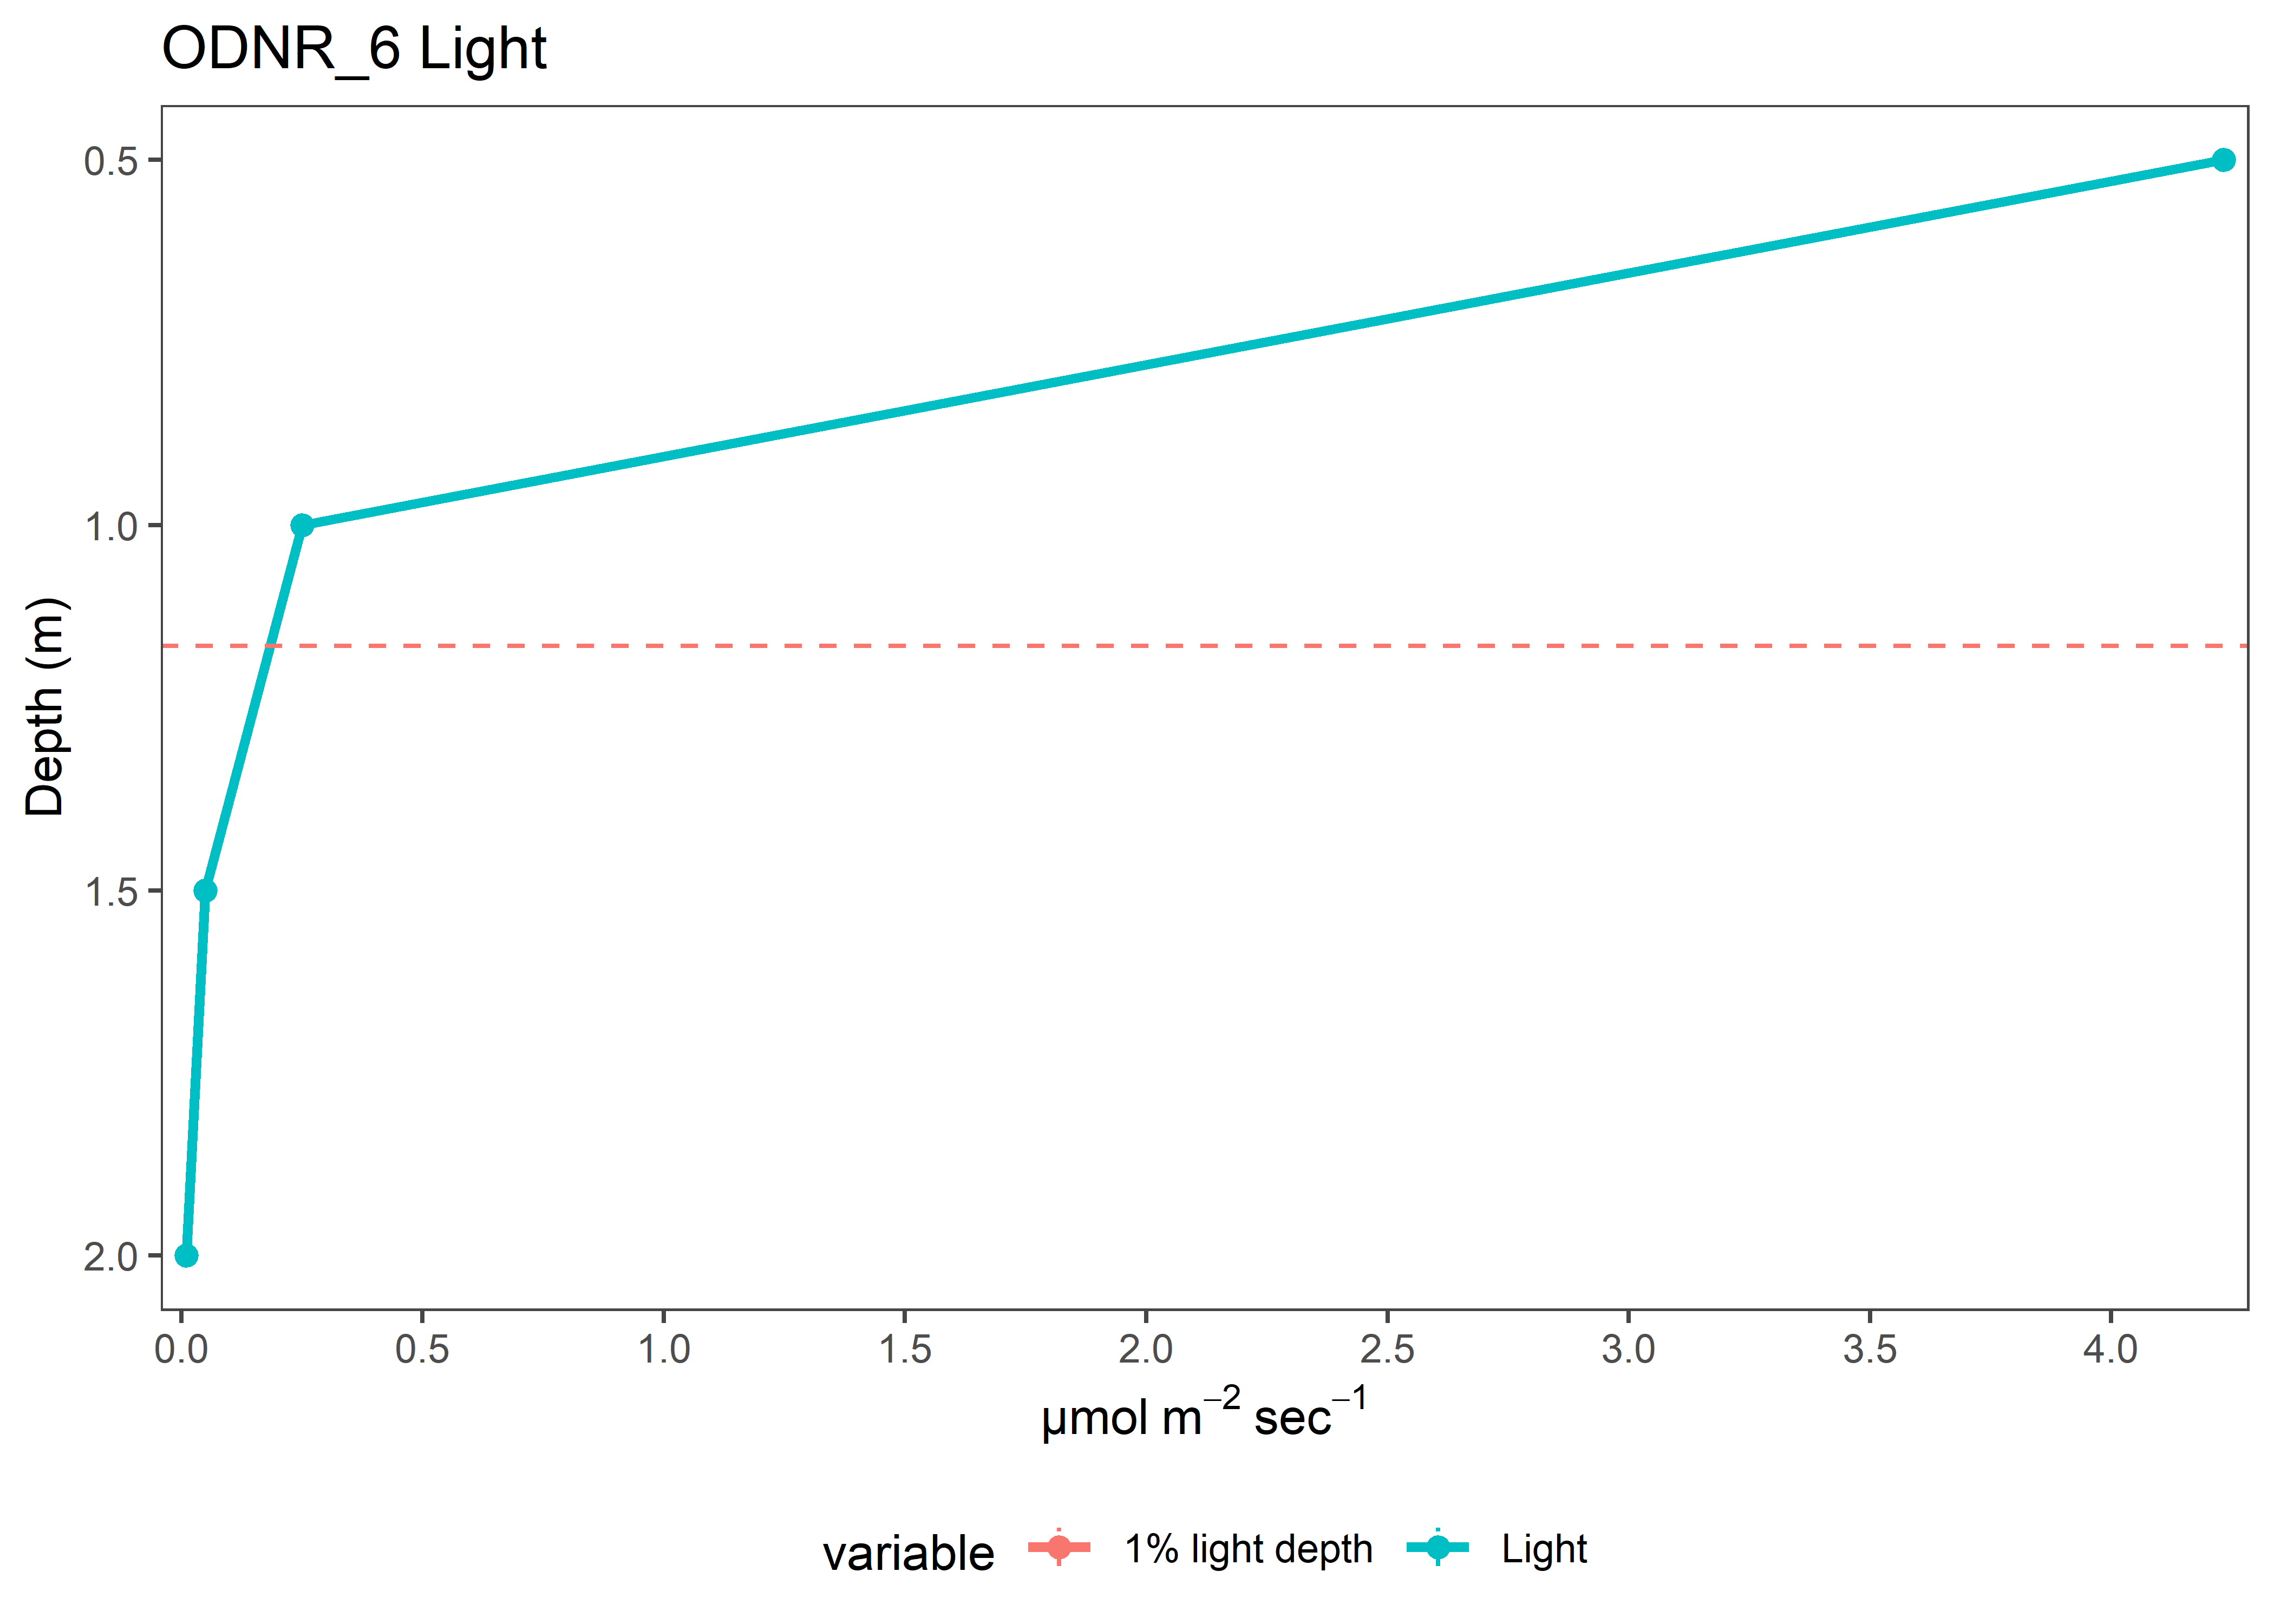 ODNR_6 Light
0.5
1.0
1.5
2.0
Depth (m)
0.0 0.5 1.0 1.5 2.0 2.5 3.0 3.5 4.0
µmol m⁻² sec⁻¹
variable 1% light depth Light